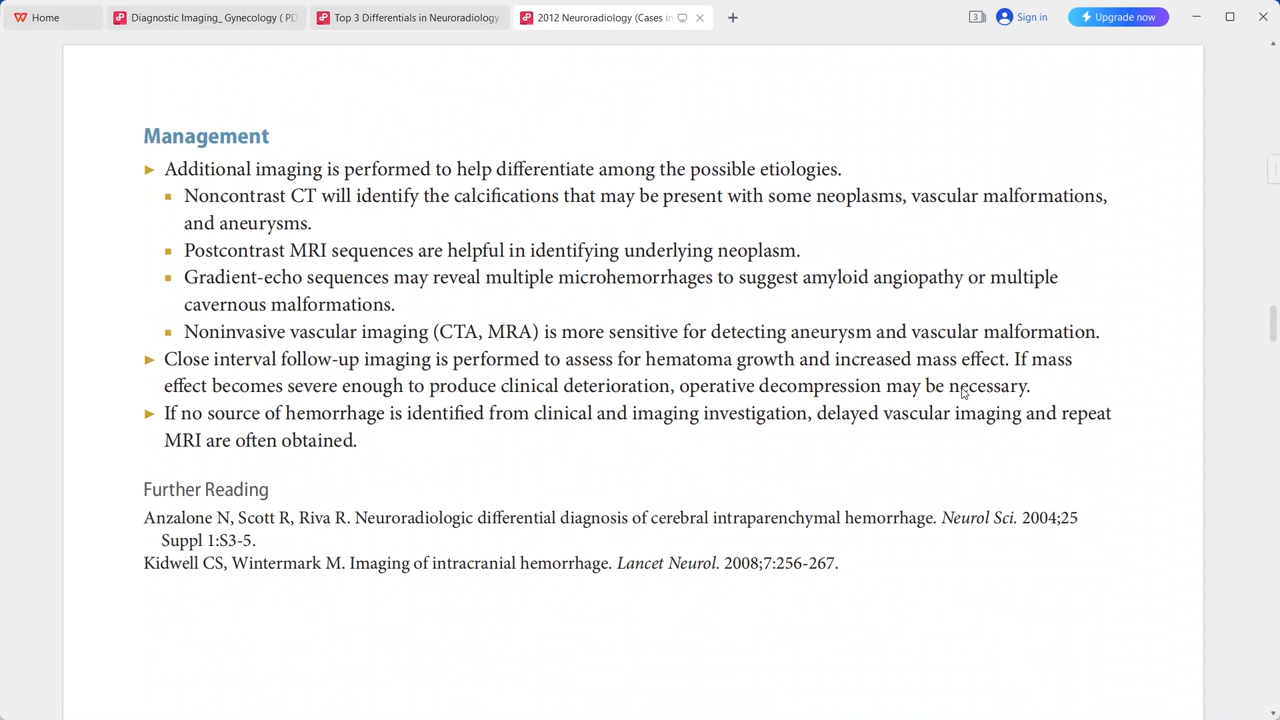 Home
Diagnostic Imaging_ Gynecology ( PD
Top 3 Differentials in Neuroradiology
2012 Neuroradiology (Cases in
3
Sign in
Upgrade now
Management
► Additional imaging is performed to help differentiate among the possible etiologies.
▪ Noncontrast CT will identify the calcifications that may be present with some neoplasms, vascular malformations,
and aneurysms.
▪ Postcontrast MRI sequences are helpful in identifying underlying neoplasm.
▪ Gradient-echo sequences may reveal multiple microhemorrhages to suggest amyloid angiopathy or multiple
cavernous malformations.
▪ Noninvasive vascular imaging (CTA, MRA) is more sensitive for detecting aneurysm and vascular malformation.
► Close interval follow-up imaging is performed to assess for hematoma growth and increased mass effect. If mass
effect becomes severe enough to produce clinical deterioration, operative decompression may be necessary.
► If no source of hemorrhage is identified from clinical and imaging investigation, delayed vascular imaging and repeat
MRI are often obtained.
Further Reading
Anzalone N, Scott R, Riva R. Neuroradiologic differential diagnosis of cerebral intraparenchymal hemorrhage. Neurol Sci. 2004;25
Suppl 1:S3-5.
Kidwell CS, Wintermark M. Imaging of intracranial hemorrhage. Lancet Neurol. 2008;7:256-267.